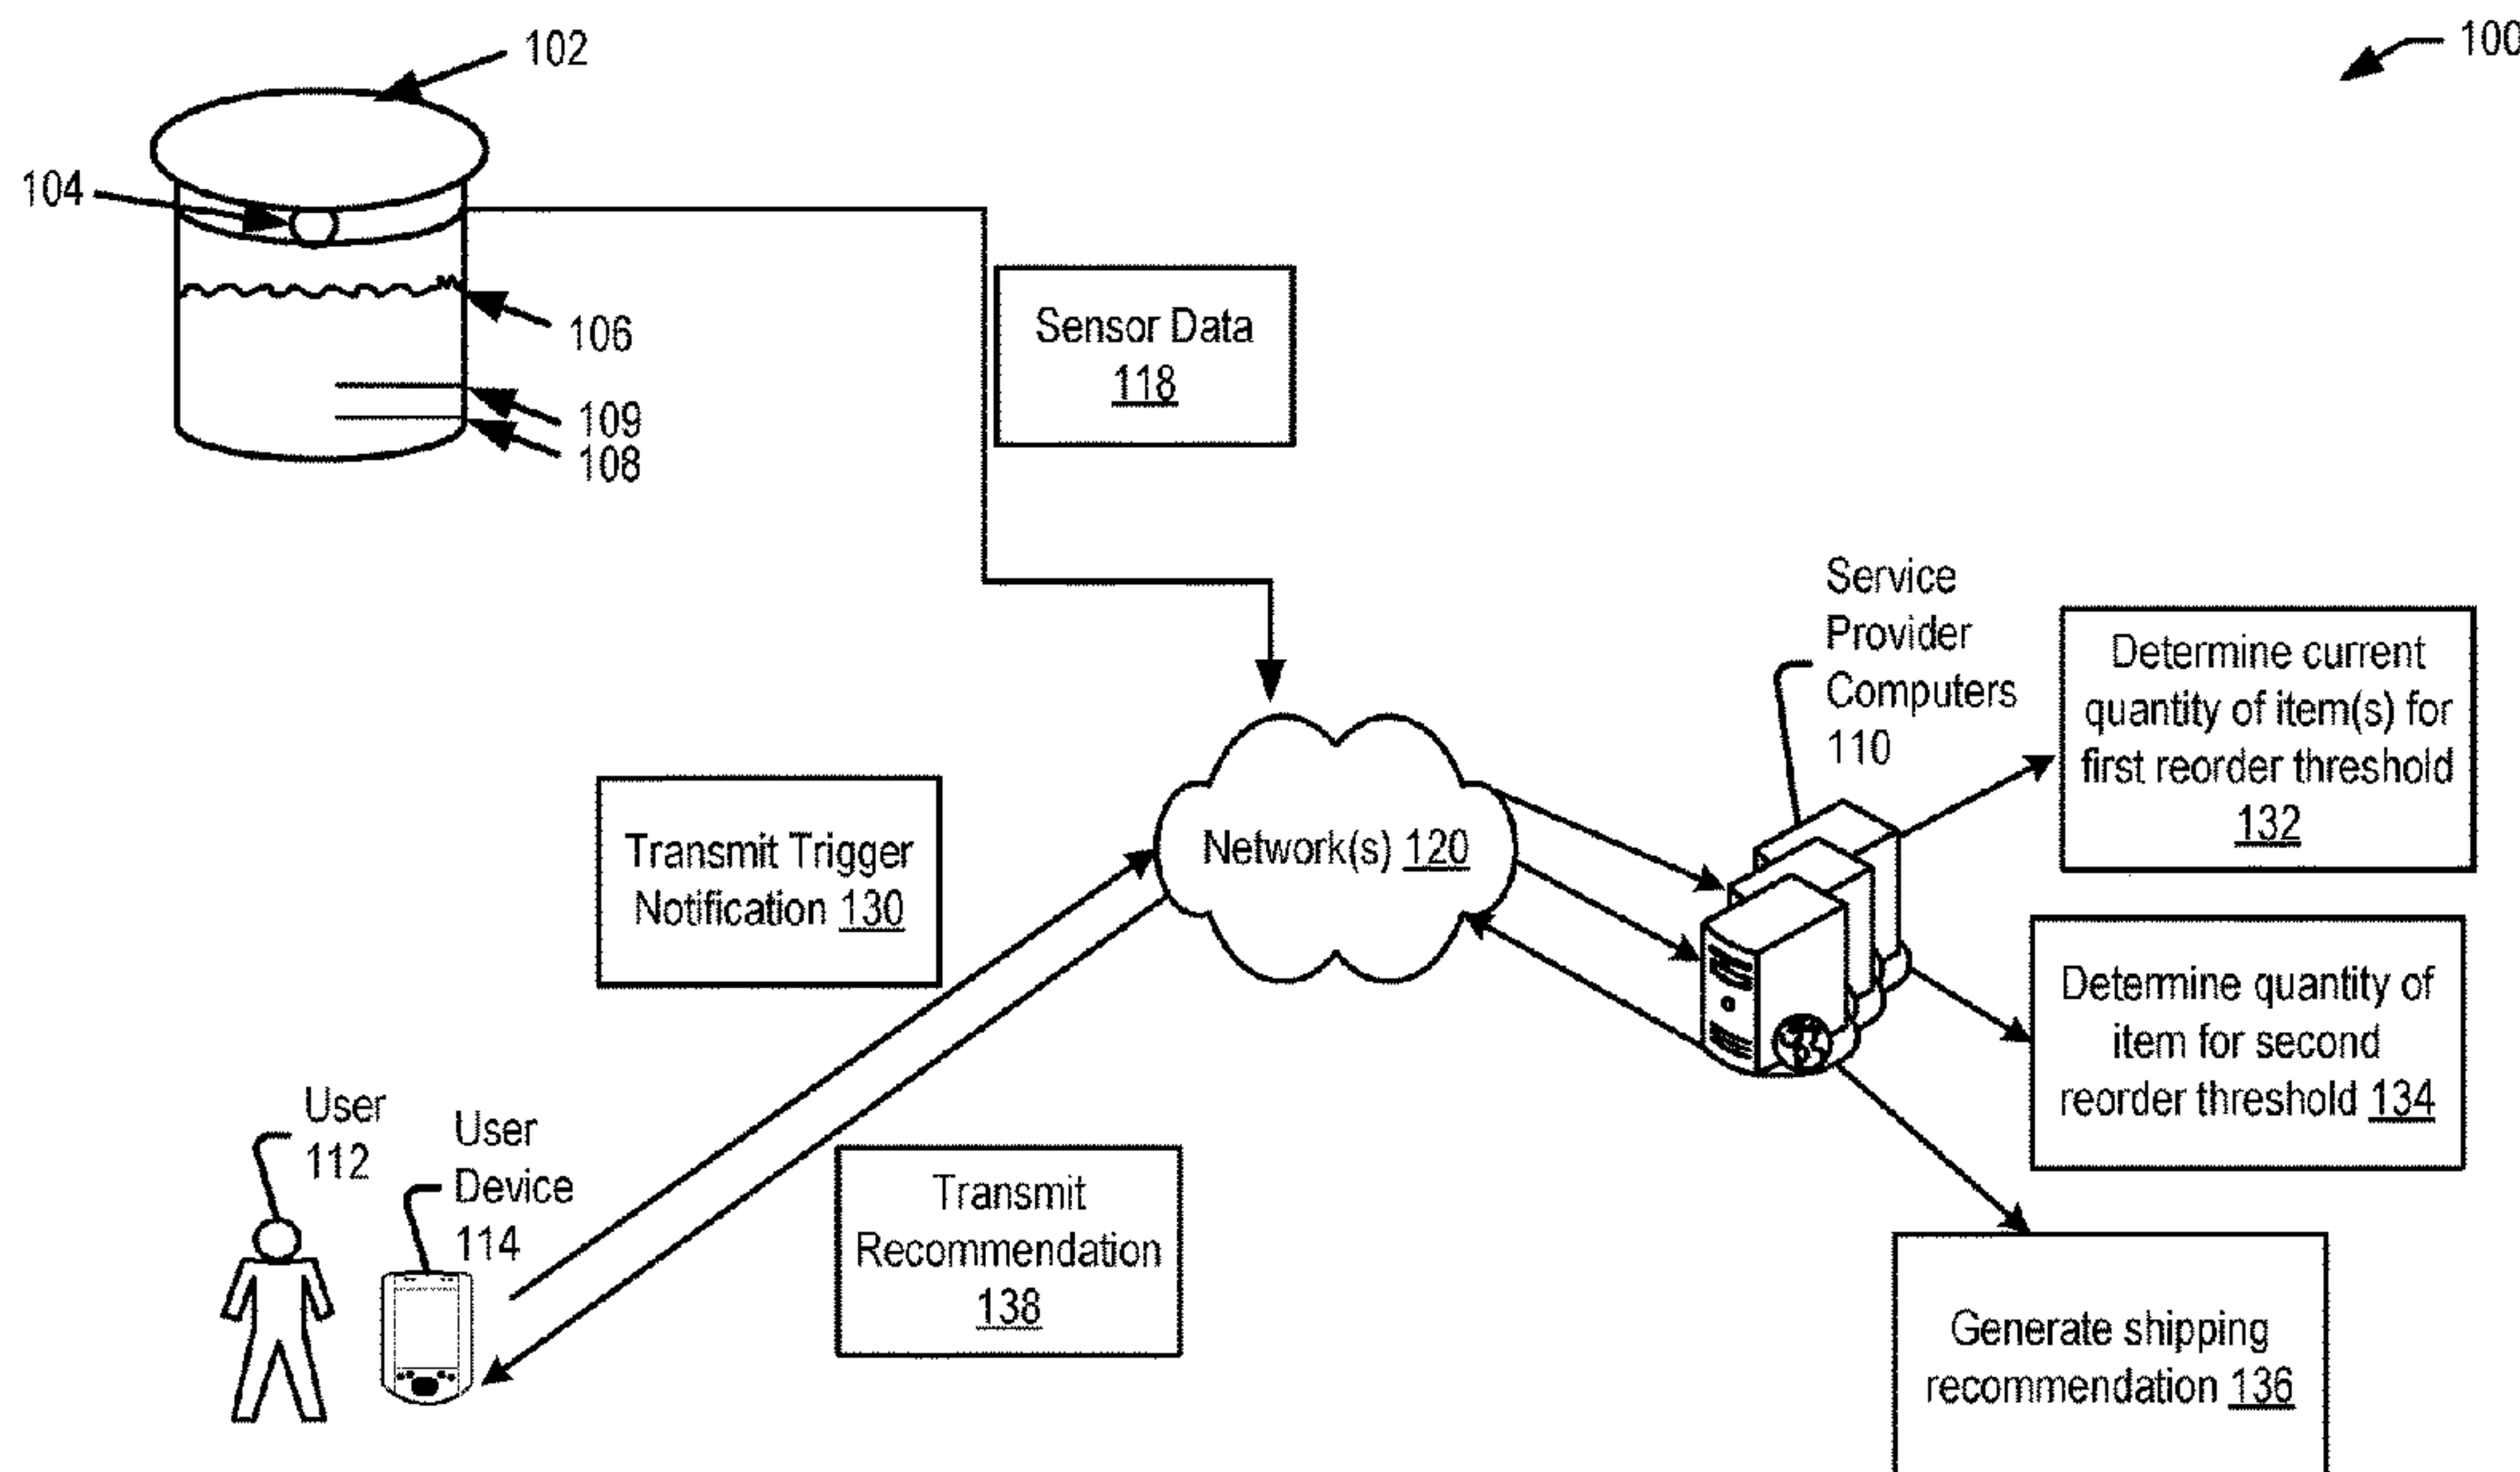 102
100
104
106
109
108
Sensor Data
118
Service
Provider
Computers
110
Determine current
quantity of item(s) for
first reorder threshold
132
Transmit Trigger
Notification 130
Network(s) 120
Determine quantity of
item for second
reorder threshold 134
User
112
User
Device
114
Transmit
Recommendation
138
Generate shipping
recommendation 136